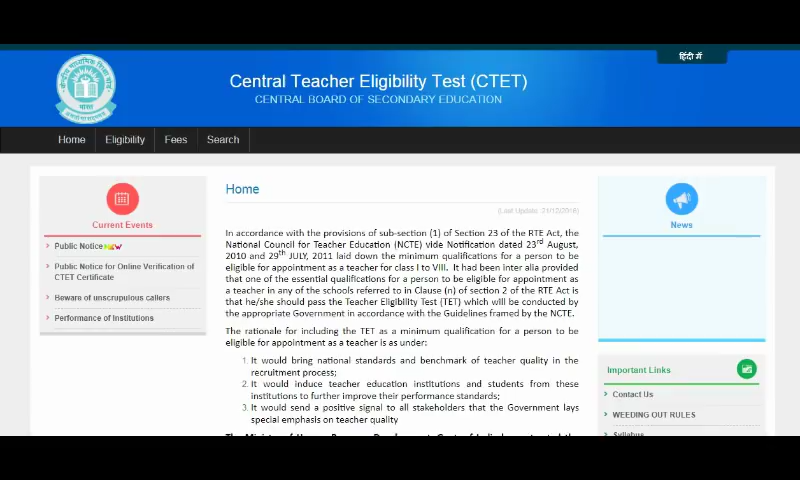 हिंदी में
Central Teacher Eligibility Test (CTET)
CENTRAL BOARD OF SECONDARY EDUCATION
Home
Eligibility
Fees
Search
Current Events
Public Notice
Public Notice for Online Verification of
CTET Certificate
Beware of unscrupulous callers
Performance of Institutions
Home
(Last Update: 21/12/2016)
In accordance with the provisions of sub-section (1) of Section 23 of the RTE Act, the
National Council for Teacher Education (NCTE) vide Notification dated 23rd August,
2010 and 29th JULY, 2011 laid down the minimum qualifications for a person to be
eligible for appointment as a teacher for class I to VIII. It had been inter alia provided
that one of the essential qualifications for a person to be eligible for appointment as
a teacher in any of the schools referred to in Clause (n) of section 2 of the RTE Act is
that he/she should pass the Teacher Eligibility Test (TET) which will be conducted by
the appropriate Government in accordance with the Guidelines framed by the NCTE.
The rationale for including the TET as a minimum qualification for a person to be
eligible for appointment as a teacher is as under:
1. It would bring national standards and benchmark of teacher quality in the
recruitment process;
2. It would induce teacher education institutions and students from these
institutions to further improve their performance standards;
3. It would send a positive signal to all stakeholders that the Government lays
special emphasis on teacher quality
News
Important Links
Contact Us
WEEDING OUT RULES
Syllabus